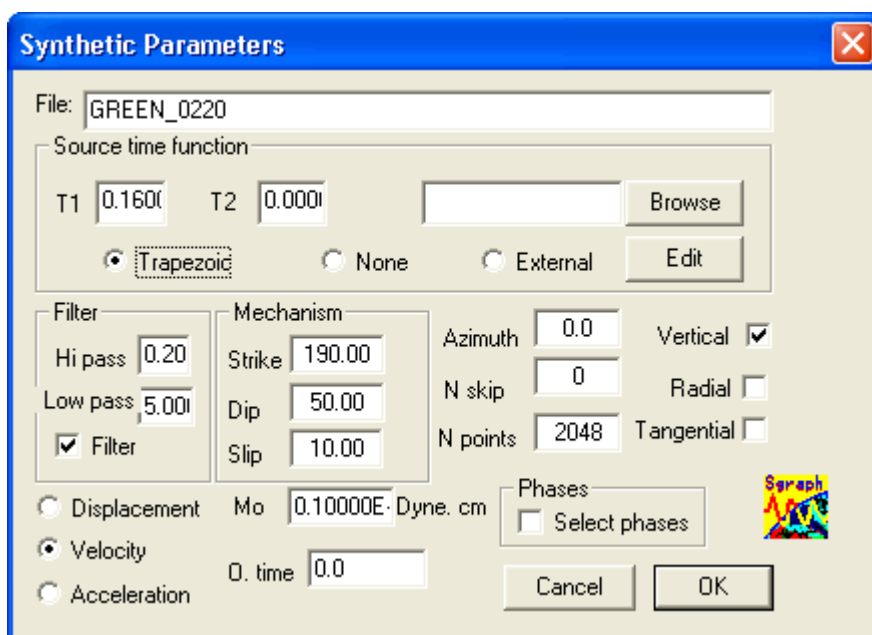 Synthetic Parameters
File: GREEN_0220
Source time function
T1 0.1600 T2 0.000 Browse
Trapezoid None External Edit
Filter
Hi pass 0.20
Low pass 5.00
Filter
Mechanism
Strike 190.00
Dip 50.00
Slip 10.00
Azimuth 0.0
N skip 0
N points 2048
Vertical
Radial
Tangential
Displacement
Velocity
Acceleration
Mo 0.10000E Dyne. cm
O. time 0.0
Phases
Select phases
Sgraph
Cancel OK